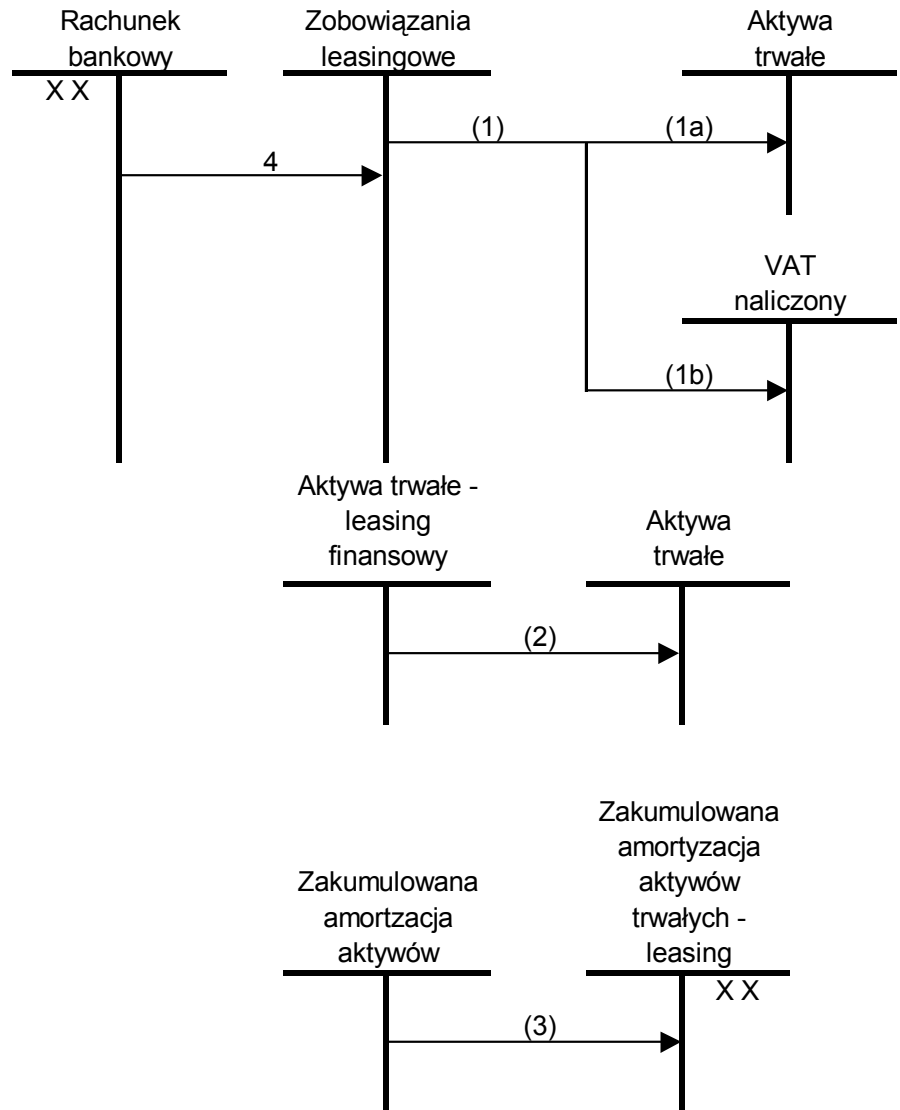 Rachunek
bankowy
Zobowiązania
leasingowe
Aktywa
trwałe
X X
(1)
(1a)
4
VAT
naliczony
(1b)
Aktywa trwałe -
leasing
finansowy
Aktywa
trwałe
(2)
Zakumulowana
amortzacja
aktywów
Zakumulowana
amortyzacja
aktywów
trwałych -
leasing
X X
(3)